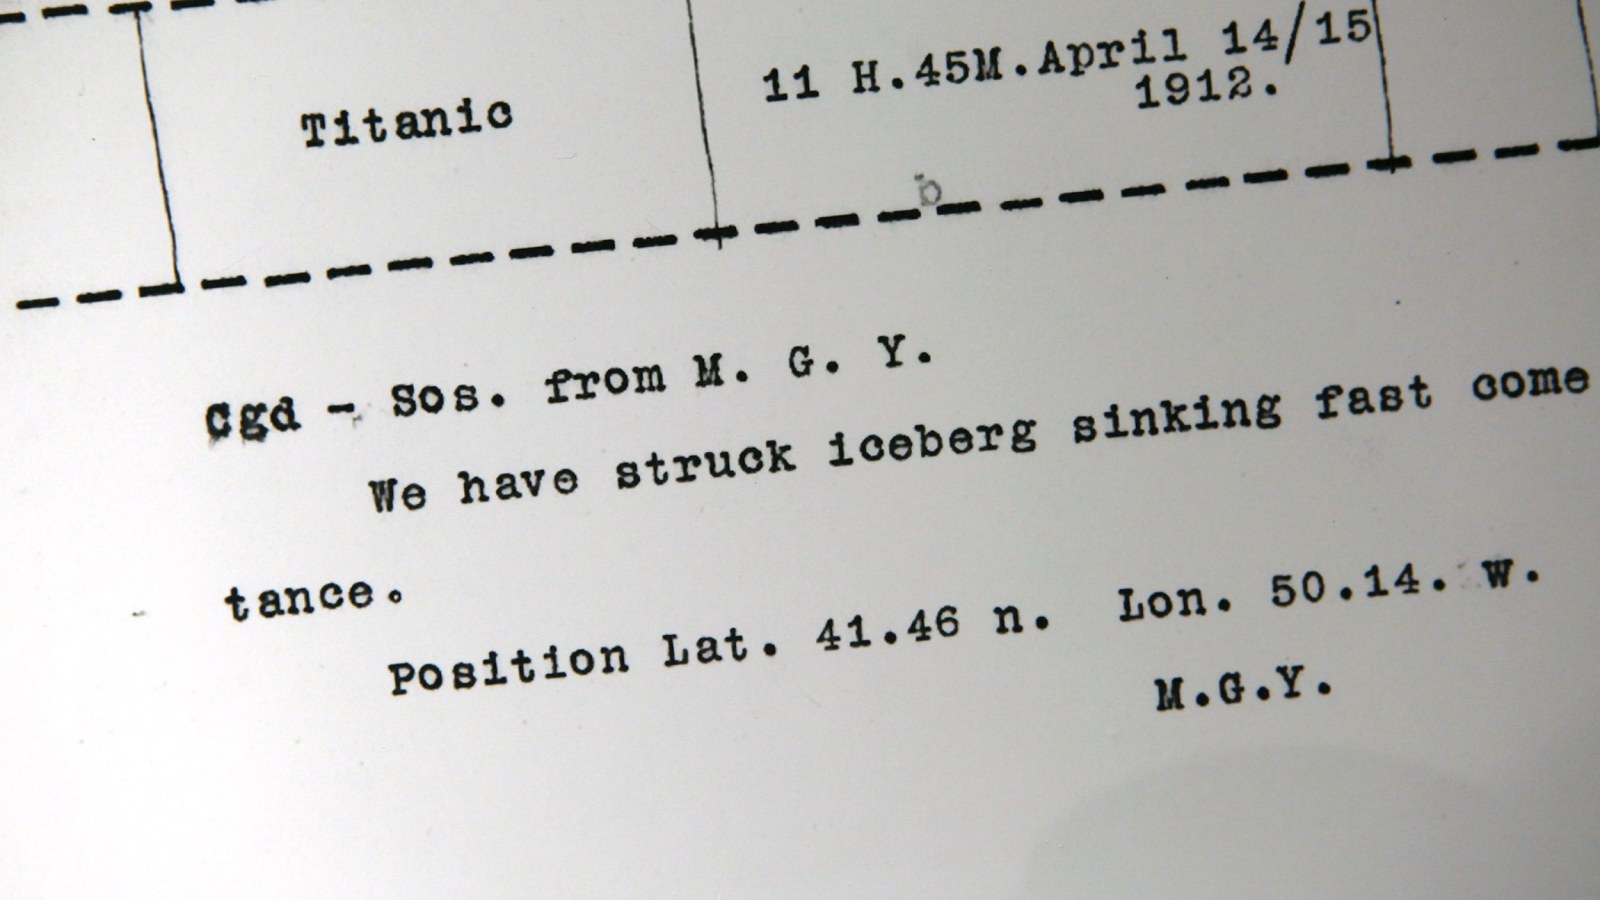 Titanic
11 H.45M.April 14/15
1912.
Cgd - Sos. from M. G. Y.
We have struck iceberg sinking fast come
tance.
Position Lat. 41.46 n. Lon. 50.14. w.
M.G.Y.